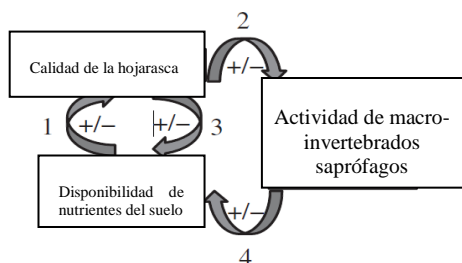 2
Calidad de la hojarasca
+/−
1
+/−
+/−
3
Actividad de macro-
invertebrados
saprófagos
Disponibilidad de
nutrientes del suelo
+/−
4